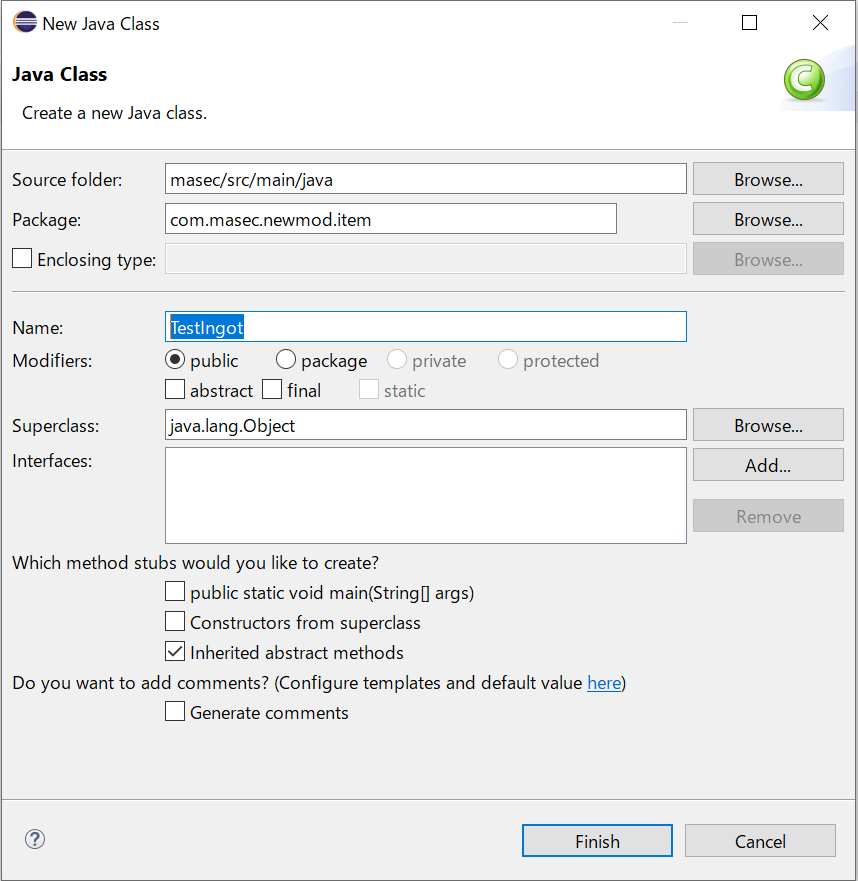 New Java Class
Java Class
Create a new Java class.
Source folder: masec/src/main/java Browse...
Package: com.masec.newmod.item Browse...
Enclosing type: Browse...
Name: TestIngot
Modifiers: public package private protected
abstract final static
Superclass: java.lang.Object Browse...
Interfaces: Add...
Remove
Which method stubs would you like to create?
public static void main(String[] args)
Constructors from superclass
Inherited abstract methods
Do you want to add comments? (Configure templates and default value here)
Generate comments
? Finish Cancel